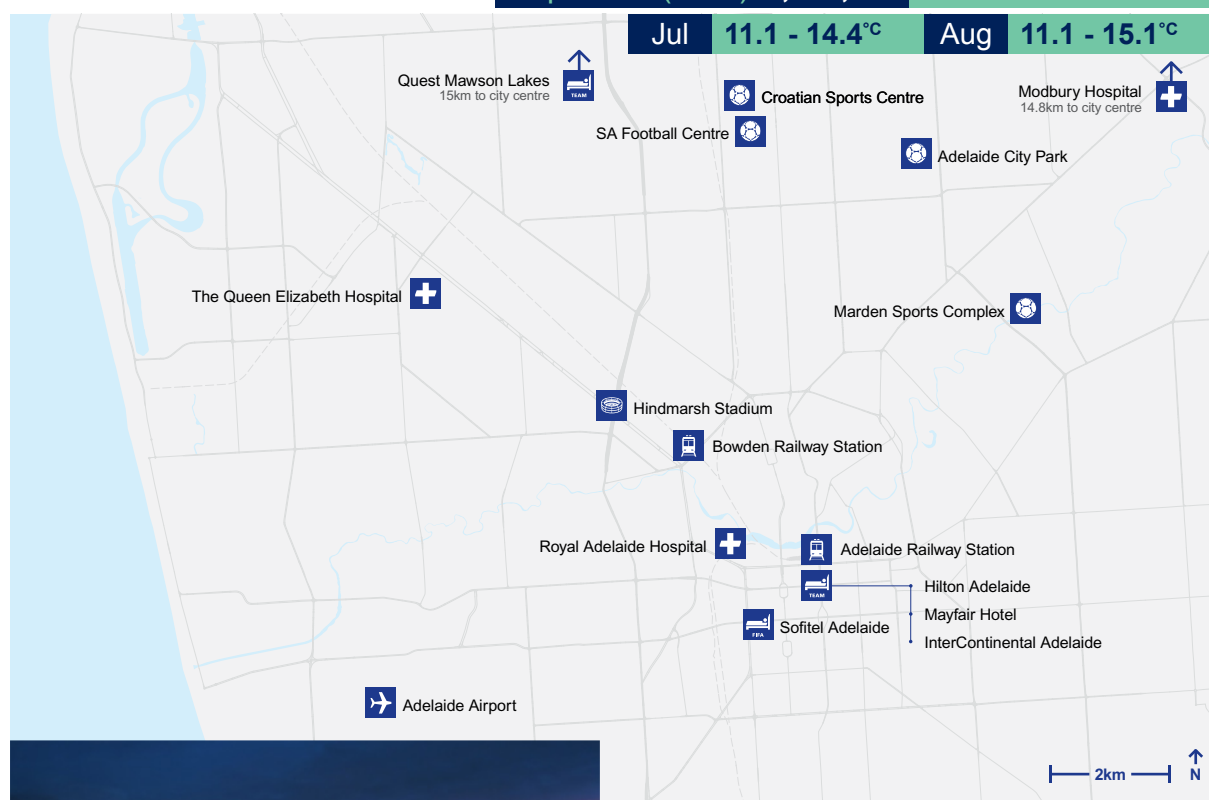 Jul 11.1 - 14.4°C Aug 11.1 - 15.1°C
Quest Mawson Lakes
15km to city centre
TEAM
Croatian Sports Centre
Modbury Hospital
14.8km to city centre
SA Football Centre
Adelaide City Park
The Queen Elizabeth Hospital
Marden Sports Complex
Hindmarsh Stadium
Bowden Railway Station
Royal Adelaide Hospital
Adelaide Railway Station
TEAM
Hilton Adelaide
Mayfair Hotel
InterContinental Adelaide
FIFA
Sofitel Adelaide
Adelaide Airport
2km
N